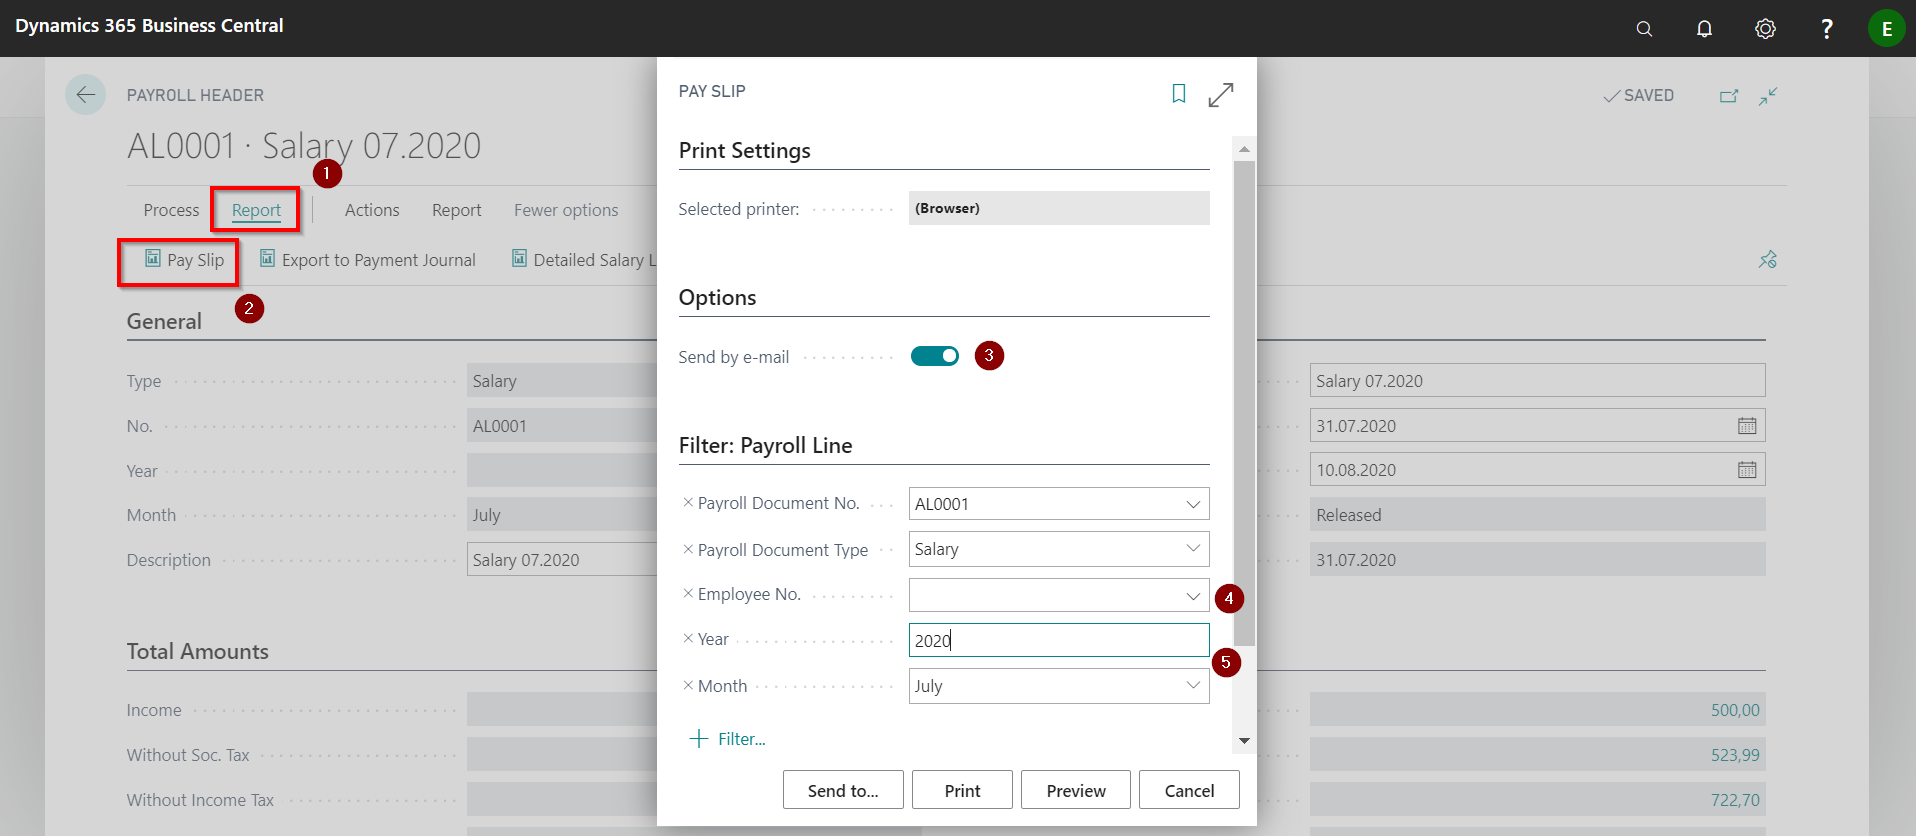 Dynamics 365 Business Central
E
PAYROLL HEADER
SAVED
AL0001 · Salary 07.2020
1
Process Report Actions Report Fewer options
Pay Slip Export to Payment Journal Detailed Salary L
2
General
Type Salary
No. AL0001
Year
Month July
Description Salary 07.2020
Total Amounts
Income
Without Soc. Tax
Without Income Tax
PAY SLIP
Print Settings
Selected printer: (Browser)
Options
Send by e-mail 3
Filter: Payroll Line
× Payroll Document No. AL0001
× Payroll Document Type Salary
× Employee No. 4
× Year 2020
5
× Month July
+ Filter...
Send to... Print Preview Cancel
Salary 07.2020
31.07.2020
10.08.2020
Released
31.07.2020
500,00
523,99
722,70